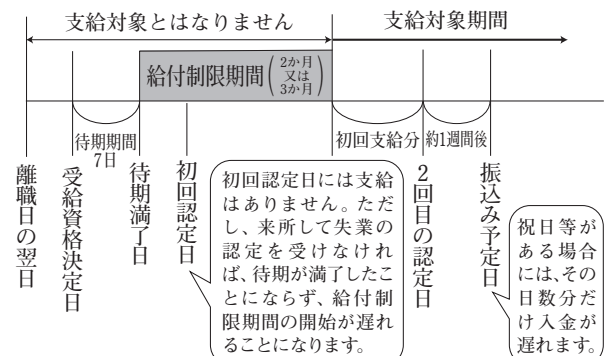 支給対象とはなりません
支給対象期間
給付制限期間(2か月又は3か月)
待期期間
7日
初回支給分
約1週間後
離職日の翌日
受給資格決定日
待期満了日
初回認定日
2回目の認定日
振込み予定日
初回認定日には支給
はありません。ただ
し、来所して失業の
認定を受けなけれ
ば、待期が満了したこ
とにならず、給付制
限期間の開始が遅れ
ることになります。
祝日等が
ある場合
には、その
日数分だ
け入金が
遅れます。